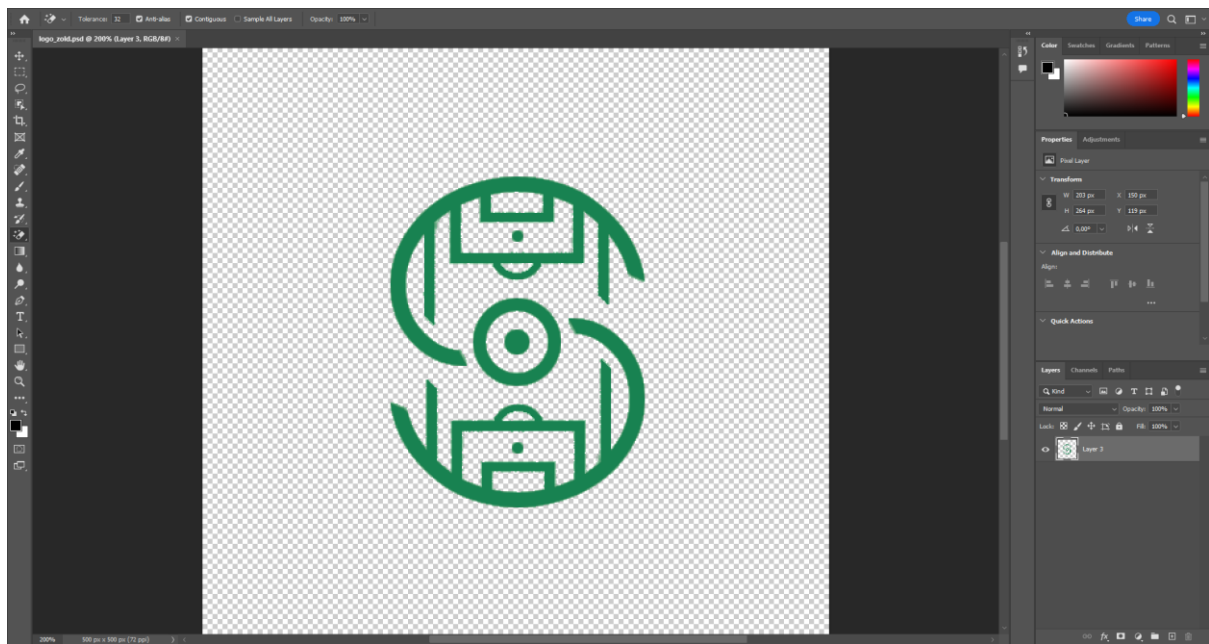 Tolerance: 32 Anti-alias Contiguous Sample All Layers Opacity: 100% Share
logo_zold.psd @ 200% (Layer 3, RGB/8#) ×
Color Swatches Gradients Patterns
Properties Adjustments
Pixel Layer
Transform
W 203 px X 150 px
H 264 px Y 119 px
0,00°
Align and Distribute
Align:
Quick Actions
Layers Channels Paths
Kind
Normal Opacity: 100%
Lock: Fill: 100%
Layer 3
200% 500 px x 500 px (72 ppi)